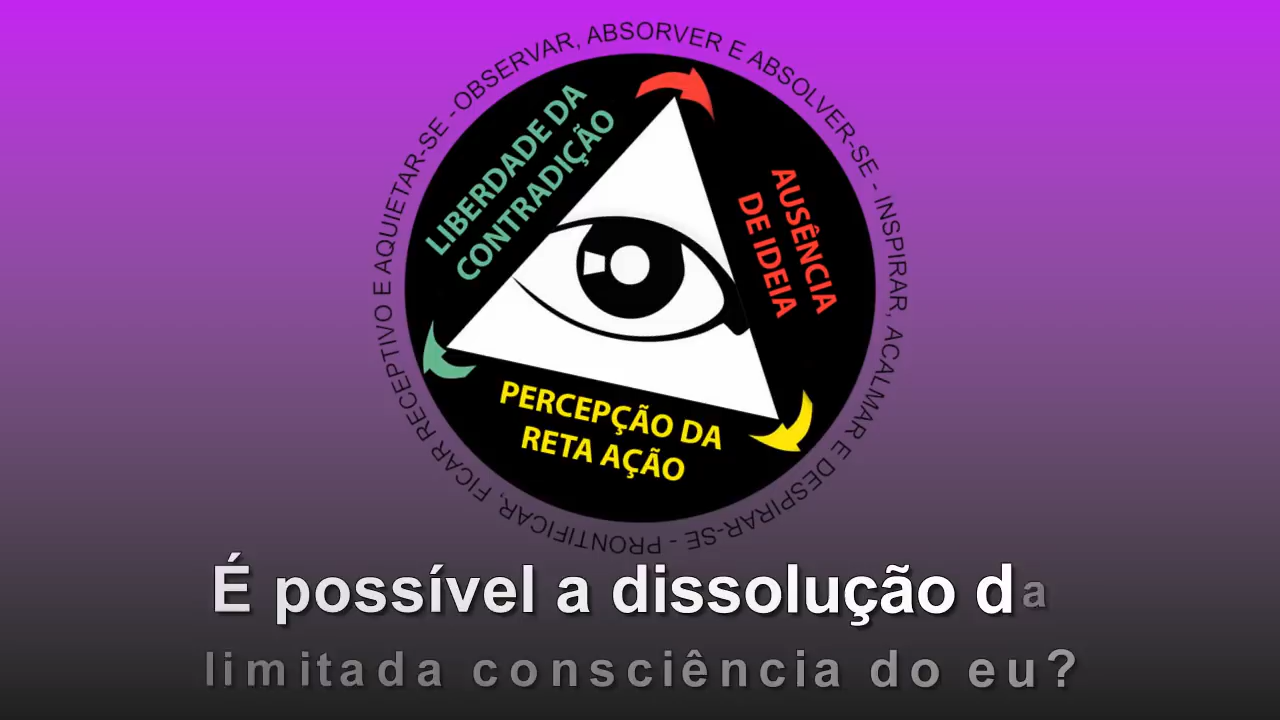 OBSERVAR, ABSORVER E ABSOLVER-SE - INSPIRAR, ACALMAR E DESPIRAR-SE - PRONTIFICAR, FICAR RECEPTIVO E AQUIETAR-SE -
LIBERDADE DA
CONTRADIÇÃO
AUSÊNCIA
DE IDEIA
PERCEPÇÃO DA
RETA AÇÃO
É possível a dissolução da
limitada consciência do eu?